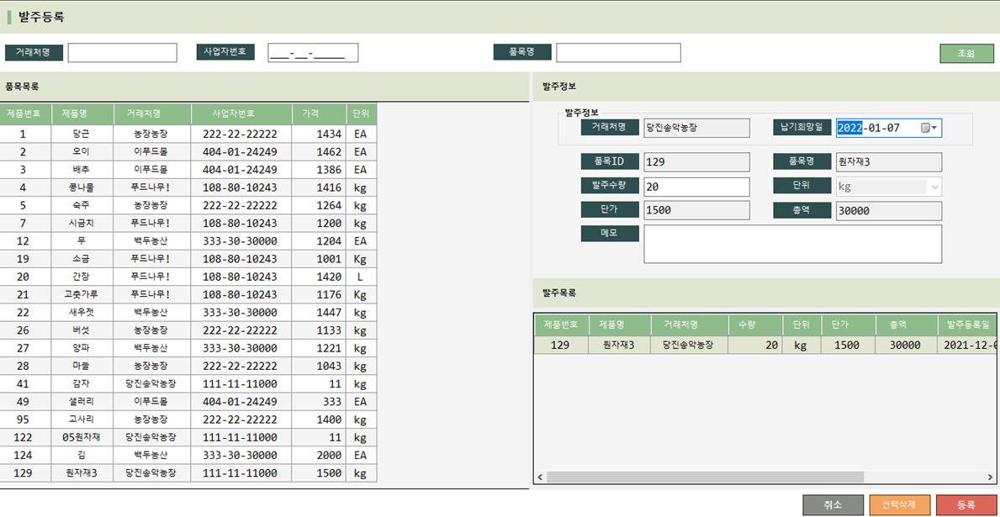 발주등록
거래처명 사업자번호 ___-__-_____ 품목명 조회
품목목록
제품번호 제품명 거래처명 사업자번호 가격 단위
1 당근 농장농장 222-22-22222 1434 EA
2 오이 이푸드몰 404-01-24249 1462 EA
3 배추 이푸드몰 404-01-24249 1386 EA
4 콩나물 푸드나무! 108-80-10243 1416 kg
5 숙주 농장농장 222-22-22222 1264 kg
7 시금치 푸드나무! 108-80-10243 1200 kg
12 무 백두농산 333-30-30000 1204 EA
19 소금 푸드나무! 108-80-10243 1001 Kg
20 간장 푸드나무! 108-80-10243 1420 L
21 고춧가루 푸드나무! 108-80-10243 1176 Kg
22 새우젓 백두농산 333-30-30000 1447 kg
26 버섯 농장농장 222-22-22222 1133 kg
27 양파 백두농산 333-30-30000 1221 kg
28 마늘 농장농장 222-22-22222 1043 kg
41 감자 당진송악농장 111-11-11000 11 kg
49 샐러리 이푸드몰 404-01-24249 333 EA
95 고사리 농장농장 222-22-22222 1400 kg
122 05원자재 당진송악농장 111-11-11000 11 kg
124 김 백두농산 333-30-30000 2000 EA
129 원자재3 당진송악농장 111-11-11000 1500 kg
발주정보
발주정보
거래처명 당진송악농장 납기희망일 2022-01-07
품목ID 129 품목명 원자재3
발주수량 20 단위 kg
단가 1500 총액 30000
메모
발주목록
제품번호 제품명 거래처명 수량 단위 단가 총액 발주등록일
129 원자재3 당진송악농장 20 kg 1500 30000 2021-12-0
취소 선택삭제 등록